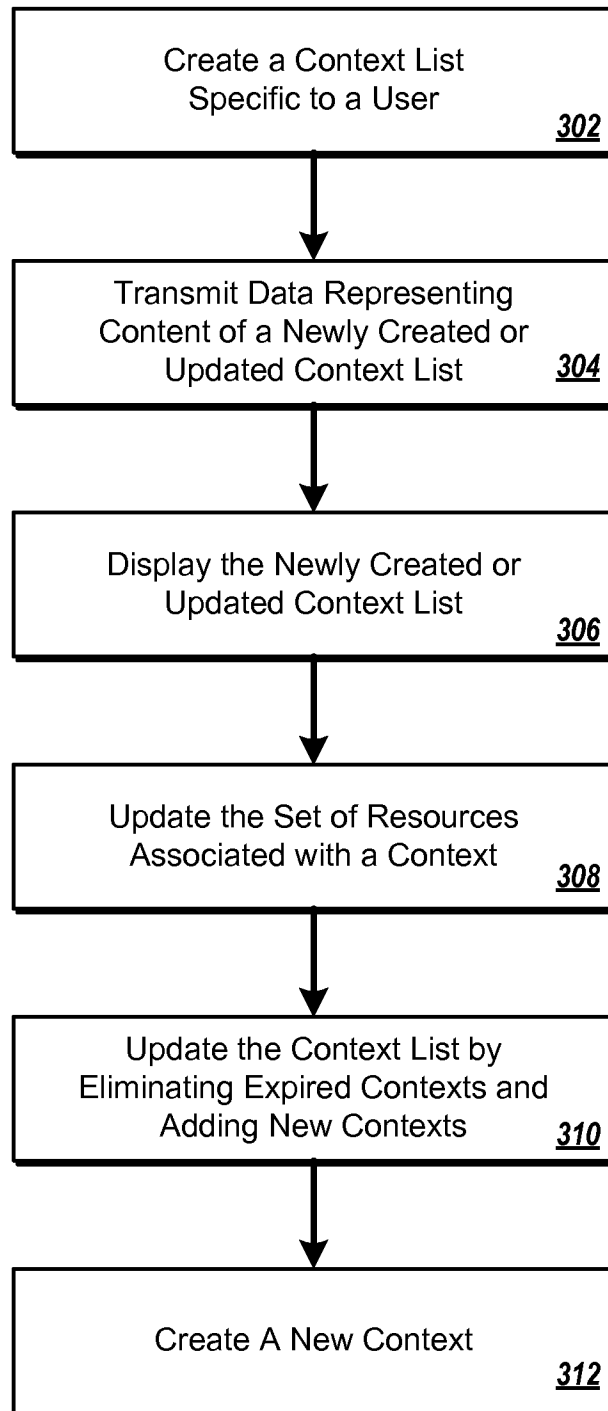 Create a Context List
Specific to a User
302
Transmit Data Representing
Content of a Newly Created or
Updated Context List
304
Display the Newly Created or
Updated Context List
306
Update the Set of Resources
Associated with a Context
308
Update the Context List by
Eliminating Expired Contexts and
Adding New Contexts
310
Create A New Context
312